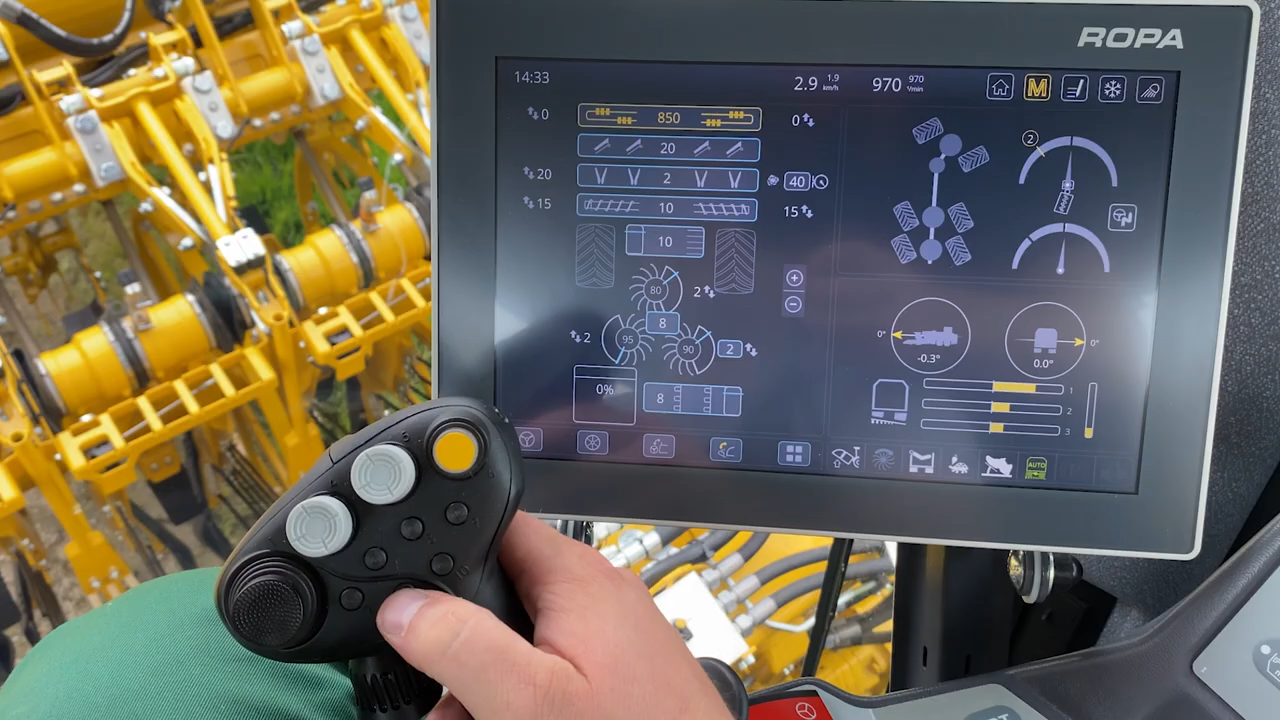 ROPA
14:33
2.9 1.9 km/h
970 970 1/min
M
0 850 0
20
20 2 40
15 10 15
10
2
80 2
8
2 95 90 2
0%
8
0° 0°
-0.3° 0.0°
1
2
3
AUTO